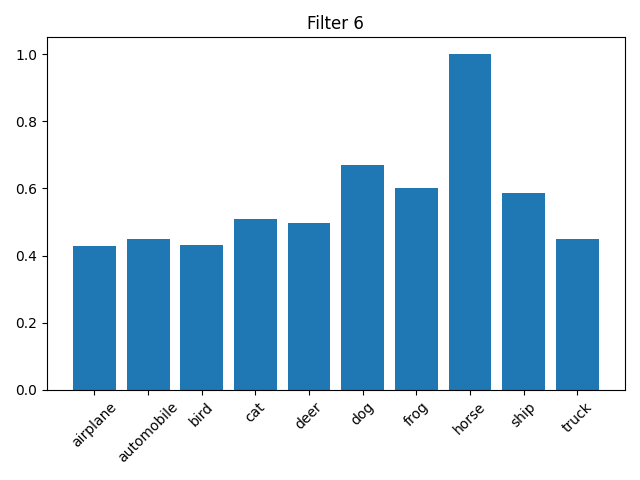 Filter 6
1.0
0.8
0.6
0.4
0.2
0.0
airplane
automobile
bird
cat
deer
dog
frog
horse
ship
truck